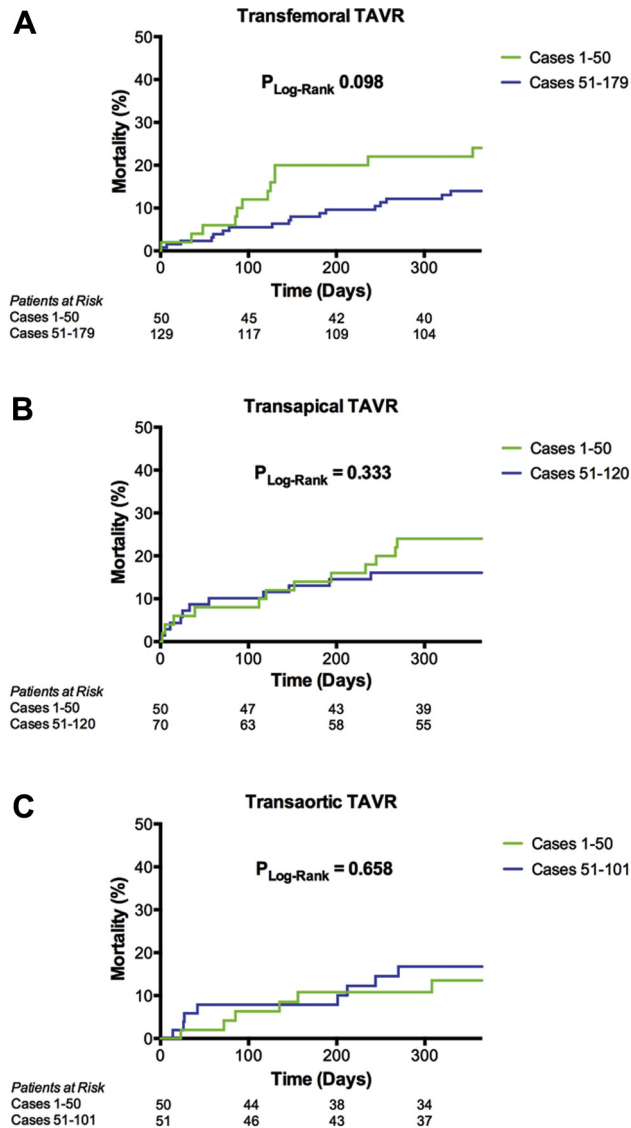 A
Transfemoral TAVR
50
40
30
20
10
0
Mortality (%)
P Log-Rank 0.098
Cases 1-50
Cases 51-179
0 100 200 300
Time (Days)
Patients at Risk
Cases 1-50 50 45 42 40
Cases 51-179 129 117 109 104
B
Transapical TAVR
50
40
30
20
10
0
Mortality (%)
P Log-Rank = 0.333
Cases 1-50
Cases 51-120
0 100 200 300
Time (Days)
Patients at Risk
Cases 1-50 50 47 43 39
Cases 51-120 70 63 58 55
C
Transaortic TAVR
50
40
30
20
10
0
Mortality (%)
P Log-Rank = 0.658
Cases 1-50
Cases 51-101
0 100 200 300
Time (Days)
Patients at Risk
Cases 1-50 50 44 38 34
Cases 51-101 51 46 43 37